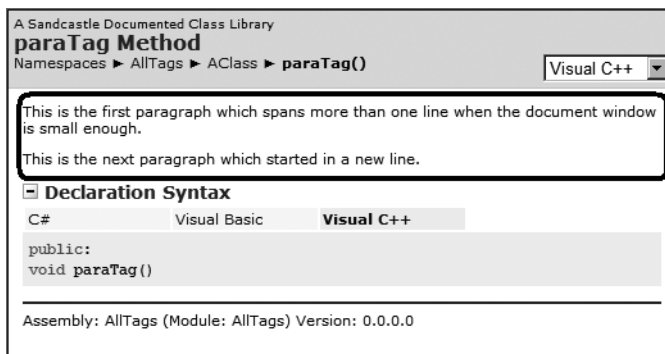 A Sandcastle Documented Class Library
paraTag Method
Namespaces ► AllTags ► AClass ► paraTag()
Visual C++
This is the first paragraph which spans more than one line when the document window
is small enough.
This is the next paragraph which started in a new line.
Declaration Syntax
C# Visual Basic Visual C++
public:
void paraTag()
Assembly: AllTags (Module: AllTags) Version: 0.0.0.0